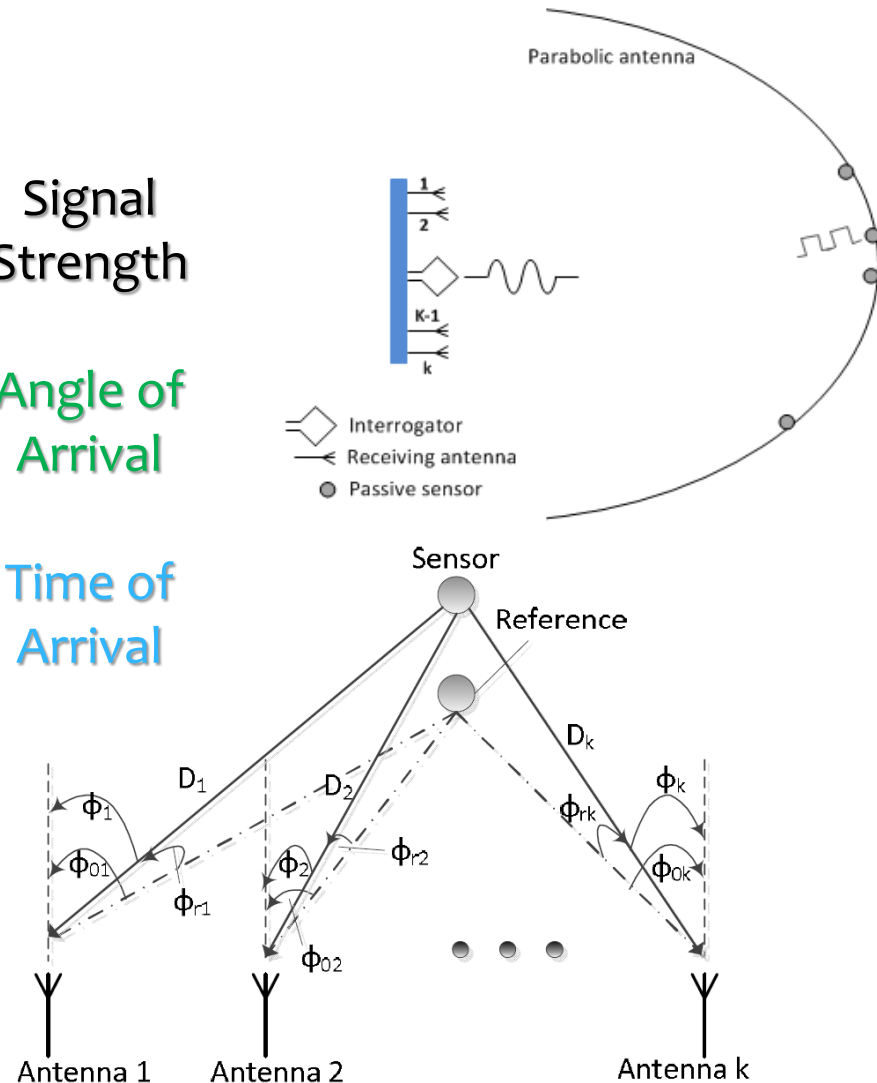 Parabolic antenna
Signal
Strength
1
2
K-1
k
Angle of
Arrival
Interrogator
Receiving antenna
Passive sensor
Time of
Arrival
Sensor
Reference
D1
D2
Dk
ϕ1
ϕk
ϕrk
ϕ01
ϕ2
ϕr2
ϕ0k
ϕr1
ϕ02
Antenna 1
Antenna 2
Antenna k